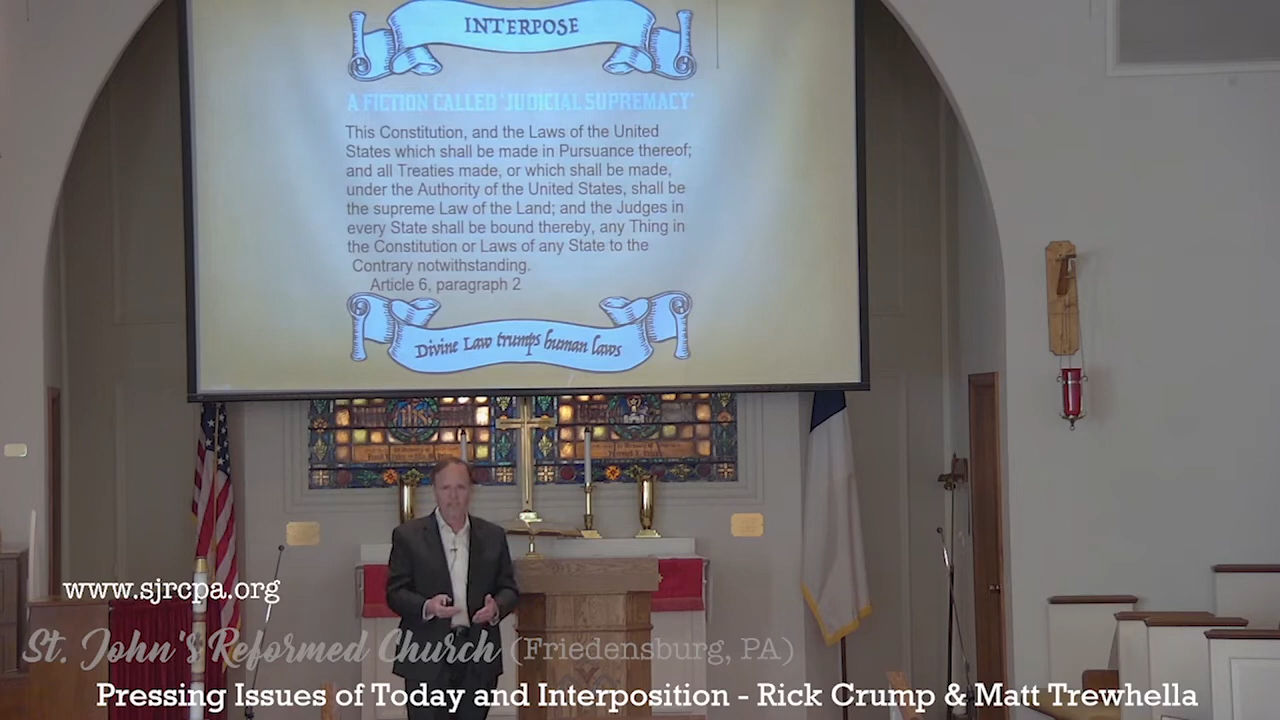 INTERPOSE
A FICTION CALLED 'JUDICIAL SUPREMACY'
This Constitution, and the Laws of the United
States which shall be made in Pursuance thereof;
and all Treaties made, or which shall be made,
under the Authority of the United States, shall be
the supreme Law of the Land; and the Judges in
every State shall be bound thereby, any Thing in
the Constitution or Laws of any State to the
Contrary notwithstanding.
Article 6, paragraph 2
Divine Law trumps human laws
www.sjrcpa.org
St. John's Reformed Church (Friedensburg, PA)
Pressing Issues of Today and Interposition - Rick Crump & Matt Trewhella